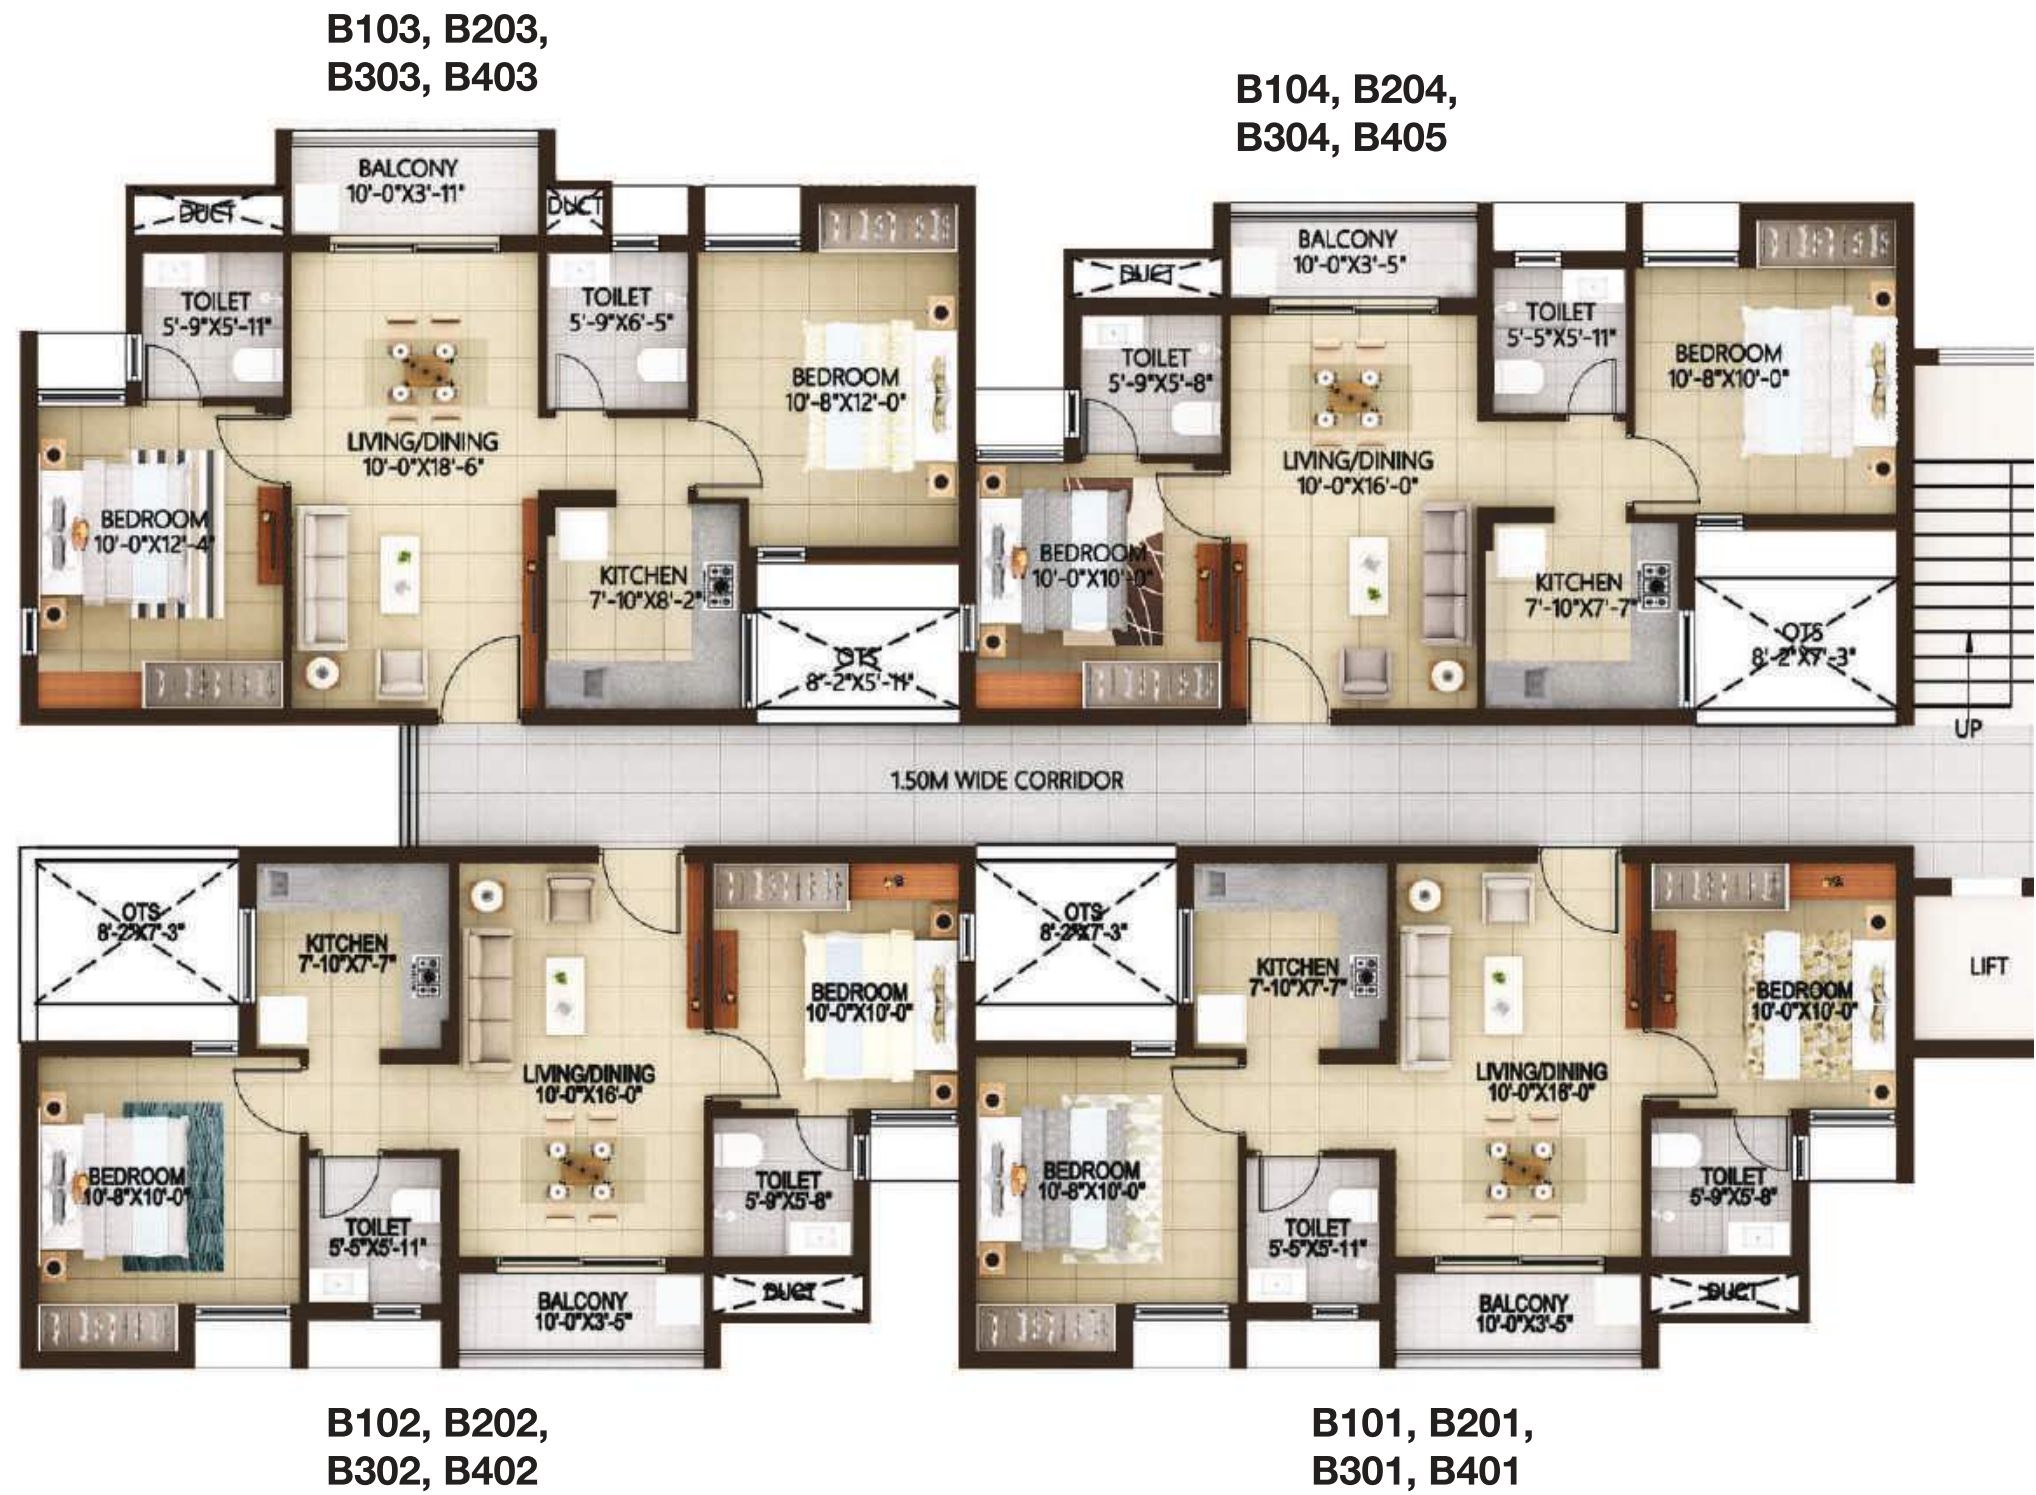 B103, B203,
B303, B403
B104, B204,
B304, B405
BALCONY
10'-0"X3'-11"
DUCT
DUCT
TOILET
5'-9"X5'-11"
TOILET
5'-9"X6'-5"
BEDROOM
10'-8"X12'-0"
LIVING/DINING
10'-0"X18'-6"
BEDROOM
10'-0"X12'-4"
KITCHEN
7'-10"X8'-2"
OTS
8'-2"X5'-11"
BALCONY
10'-0"X3'-5"
DUCT
TOILET
5'-9"X5'-8"
TOILET
5'-5"X5'-11"
BEDROOM
10'-8"X10'-0"
LIVING/DINING
10'-0"X16'-0"
BEDROOM
10'-0"X10'-0"
KITCHEN
7'-10"X7'-7"
OTS
8'-2"X7'-3"
UP
1.50M WIDE CORRIDOR
OTS
8'-2"X7'-3"
KITCHEN
7'-10"X7'-7"
BEDROOM
10'-0"X10'-0"
LIVING/DINING
10'-0"X16'-0"
BEDROOM
10'-8"X10'-0"
TOILET
5'-9"X5'-8"
TOILET
5'-5"X5'-11"
BALCONY
10'-0"X3'-5"
DUCT
OTS
8'-2"X7'-3"
KITCHEN
7'-10"X7'-7"
BEDROOM
10'-0"X10'-0"
LIFT
LIVING/DINING
10'-0"X16'-0"
BEDROOM
10'-8"X10'-0"
TOILET
5'-9"X5'-8"
TOILET
5'-5"X5'-11"
BALCONY
10'-0"X3'-5"
DUCT
B102, B202,
B302, B402
B101, B201,
B301, B401